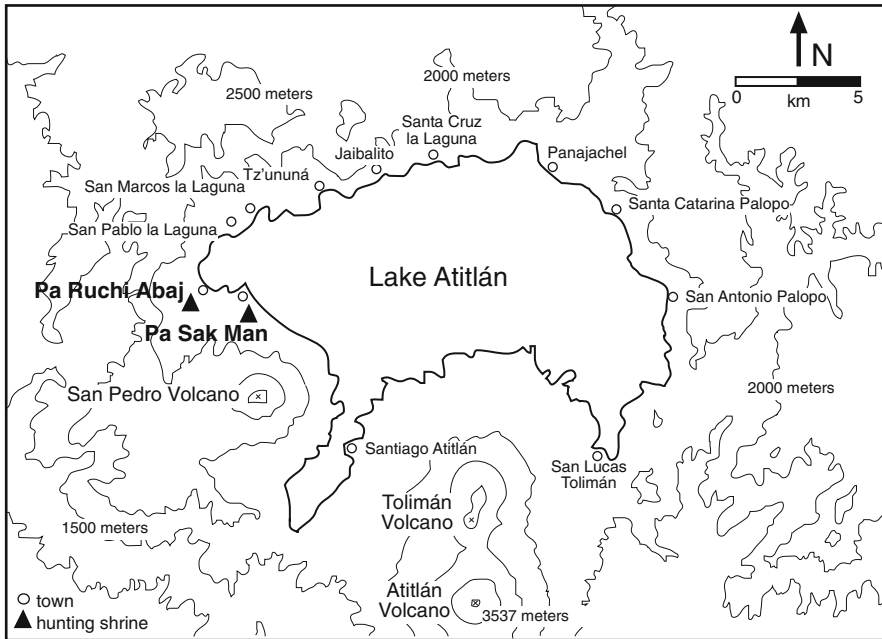 N
2000 meters
2500 meters
0
5
km
Santa Cruz
la Laguna
Jaibalito
Panajachel
Tz'ununá
San Marcos la Laguna
Santa Catarina Palopo
San Pablo la Laguna
Lake Atitlán
Pa Ruchi Abaj
San Antonio Palopo
Pa Sak Man
San Pedro Volcano
2000 meters
Santiago Atitlán
San Lucas
Tolimán
Tolimán
Volcano
1500 meters
Atitlán
Volcano
3537 meters
town
hunting shrine